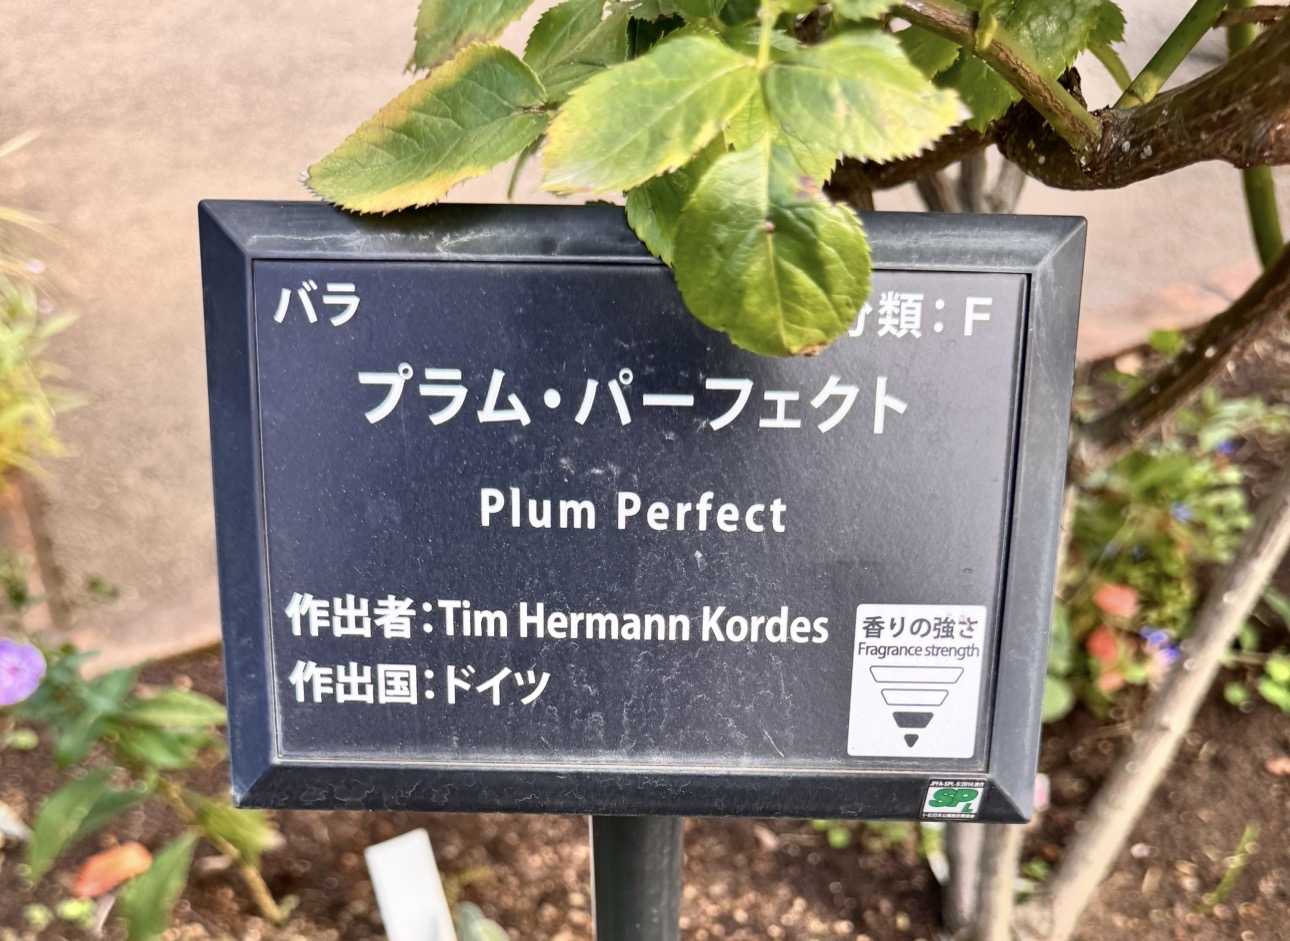 バラ
分類：F
プラム・パーフェクト
Plum Perfect
作出者：Tim Hermann Kordes
作出国：ドイツ
香りの強さ
Fragrance strength
SPL